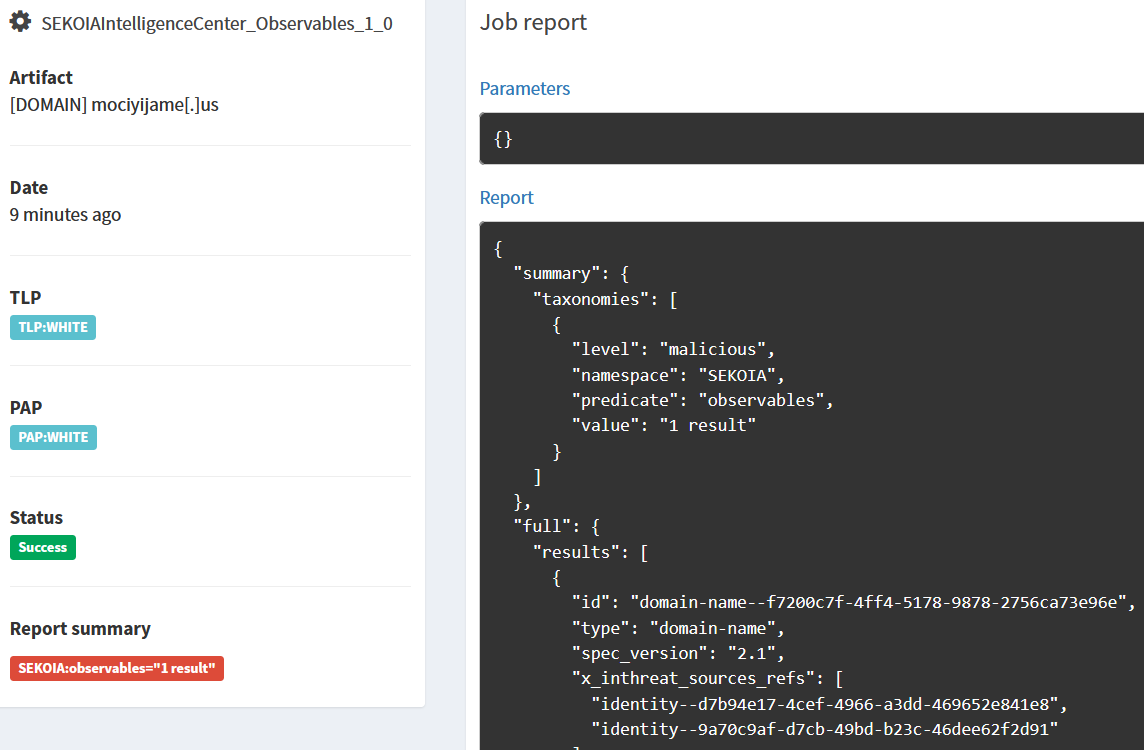 SEKOIAIntelligenceCenter_Observables_1_0
Artifact
[DOMAIN] mociyijame[.]us
Date
9 minutes ago
TLP
TLP:WHITE
PAP
PAP:WHITE
Status
Success
Report summary
SEKOIA:observables="1 result"
Job report
Parameters
{}
Report
{
  "summary": {
    "taxonomies": [
      {
        "level": "malicious",
        "namespace": "SEKOIA",
        "predicate": "observables",
        "value": "1 result"
      }
    ]
  },
  "full": {
    "results": [
      {
        "id": "domain-name--f7200c7f-4ff4-5178-9878-2756ca73e96e",
        "type": "domain-name",
        "spec_version": "2.1",
        "x_inthreat_sources_refs": [
          "identity--d7b94e17-4cef-4966-a3dd-469652e841e8",
          "identity--9a70c9af-d7cb-49bd-b23c-46dee62f2d91"